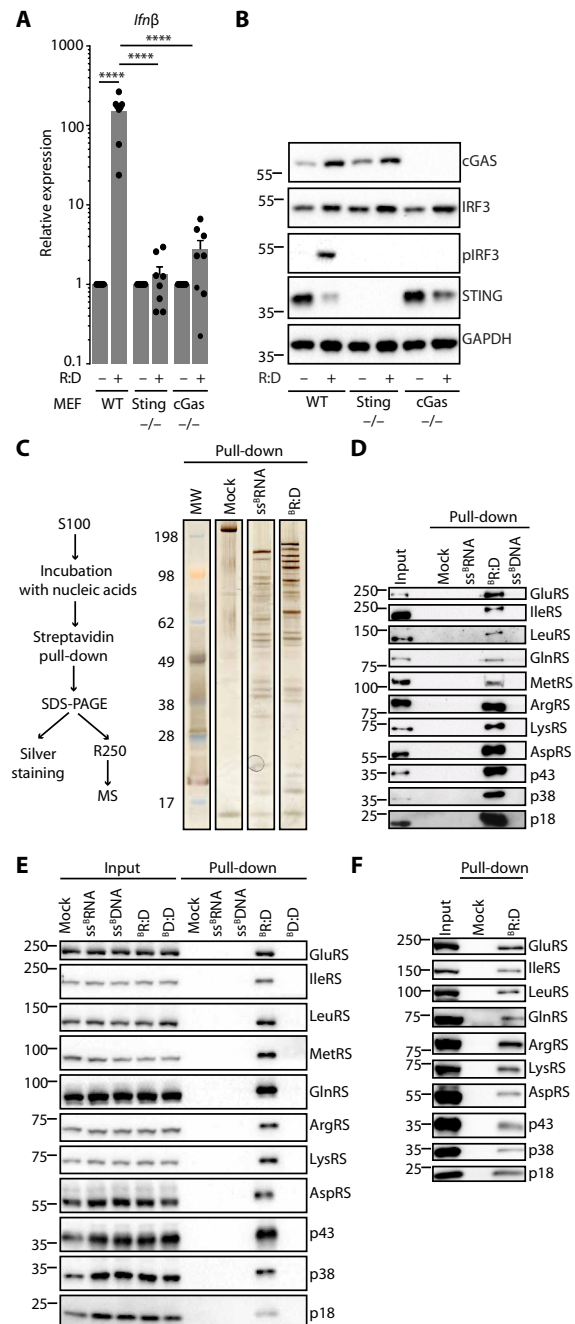 A
Ifnβ
****
****
****
1000
100
10
1
0.1
Relative expression
R:D – + – + – +
MEF WT Sting cGas
–/– –/–
B
55 cGAS
55 IRF3
pIRF3
STING
35
GAPDH
35
R:D – + – + – +
WT Sting cGas
–/– –/–
C
S100
Incubation
with nucleic acids
Streptavidin
pull-down
SDS-PAGE
Silver
staining
R250
MS
Pull-down
MW Mock ssᴮRNA ᴮR:D
198
98
62
49
38
28
17
D
Pull-down
Input Mock ssᴮRNA ᴮR:D ssᴮDNA
250 GluRS
250 IleRS
150 LeuRS
GlnRS
75
MetRS
100
ArgRS
75
75 LysRS
AspRS
55
35 p43
35 p38
25 p18
E
Input Pull-down
Mock ssᴮRNA ssᴮDNA ᴮR:D ᴮD:D Mock ssᴮRNA ssᴮDNA ᴮR:D ᴮD:D
250 GluRS
250 IleRS
150 LeuRS
100 MetRS
100 GlnRS
75 ArgRS
75 LysRS
AspRS
55
p43
35
35 p38
25 p18
F
Pull-down
Input Mock ᴮR:D
250 GluRS
150 IleRS
100 LeuRS
75 GlnRS
75 ArgRS
75 LysRS
55 AspRS
35 p43
35 p38
25 p18